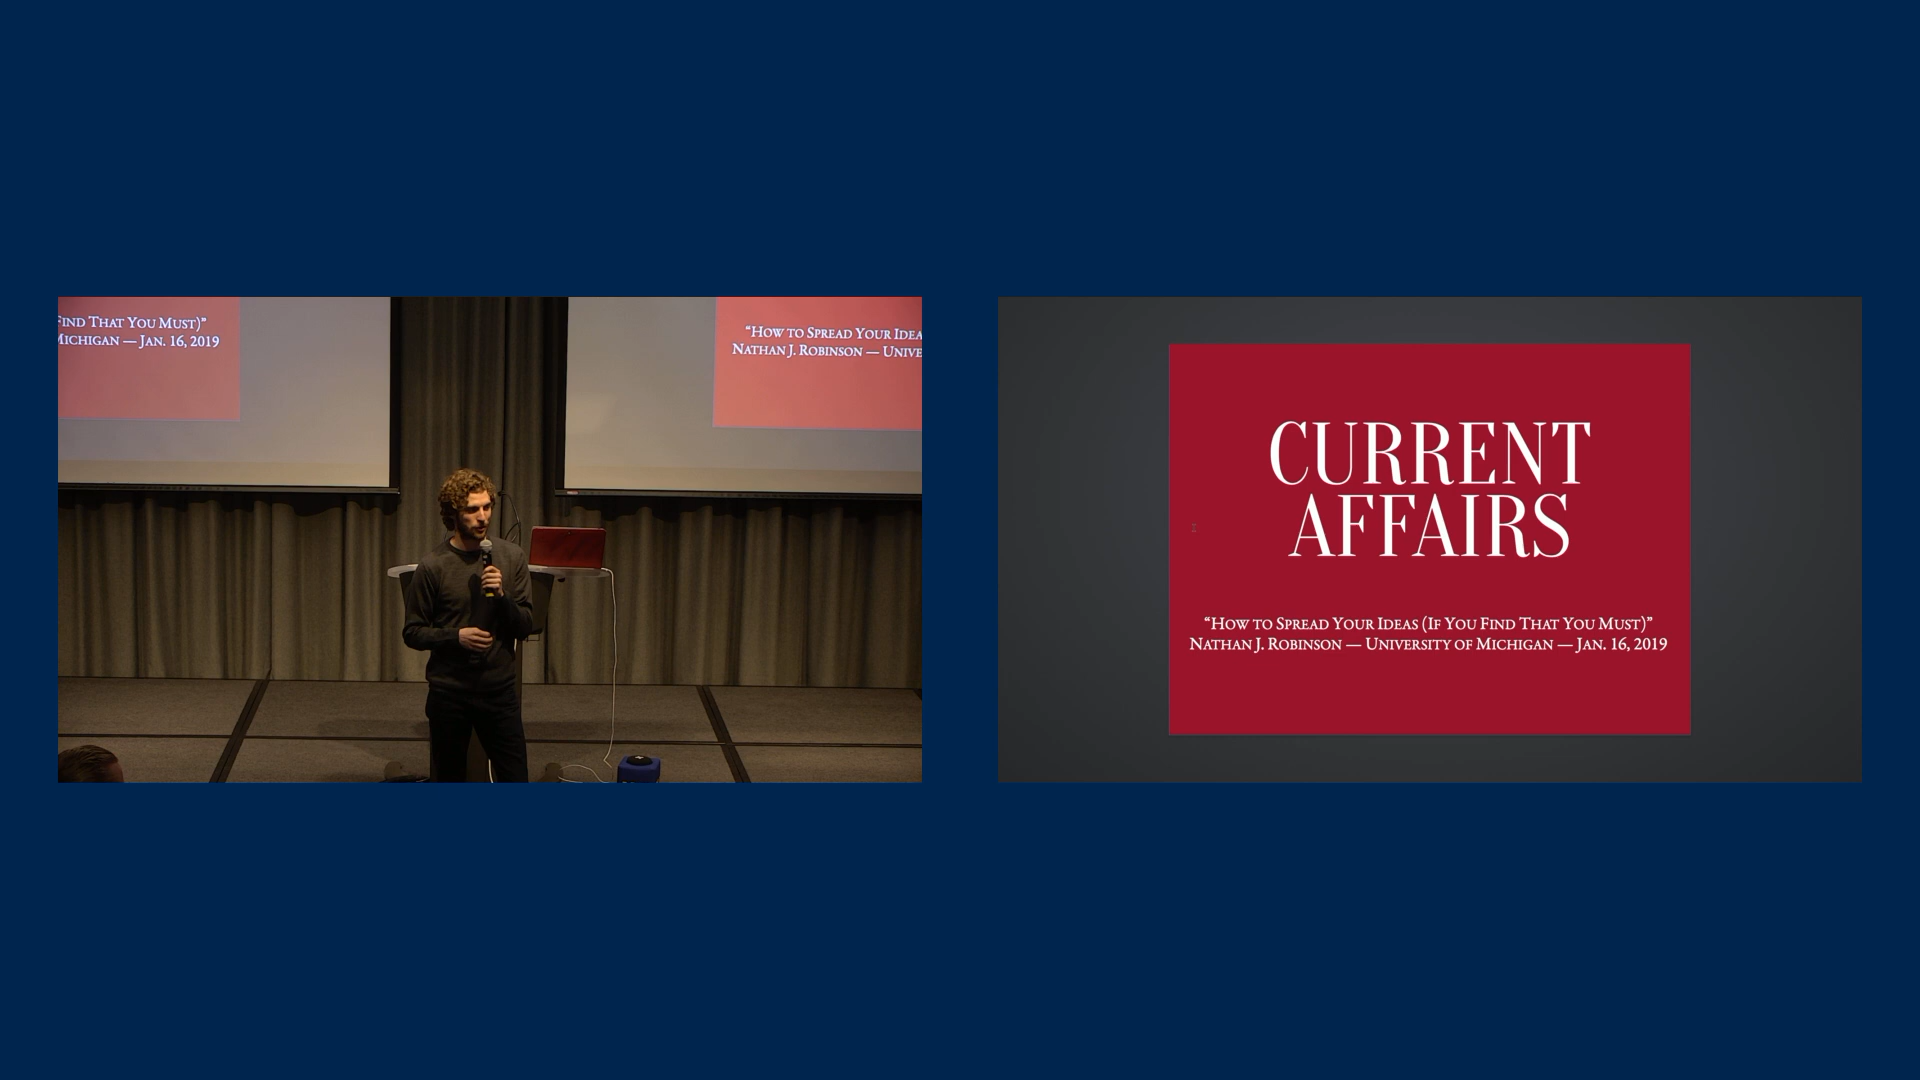 FIND THAT YOU MUST)”
MICHIGAN — JAN. 16, 2019
“HOW TO SPREAD YOUR IDEA
NATHAN J. ROBINSON — UNIVE
CURRENT
AFFAIRS
“HOW TO SPREAD YOUR IDEAS (IF YOU FIND THAT YOU MUST)”
NATHAN J. ROBINSON — UNIVERSITY OF MICHIGAN — JAN. 16, 2019